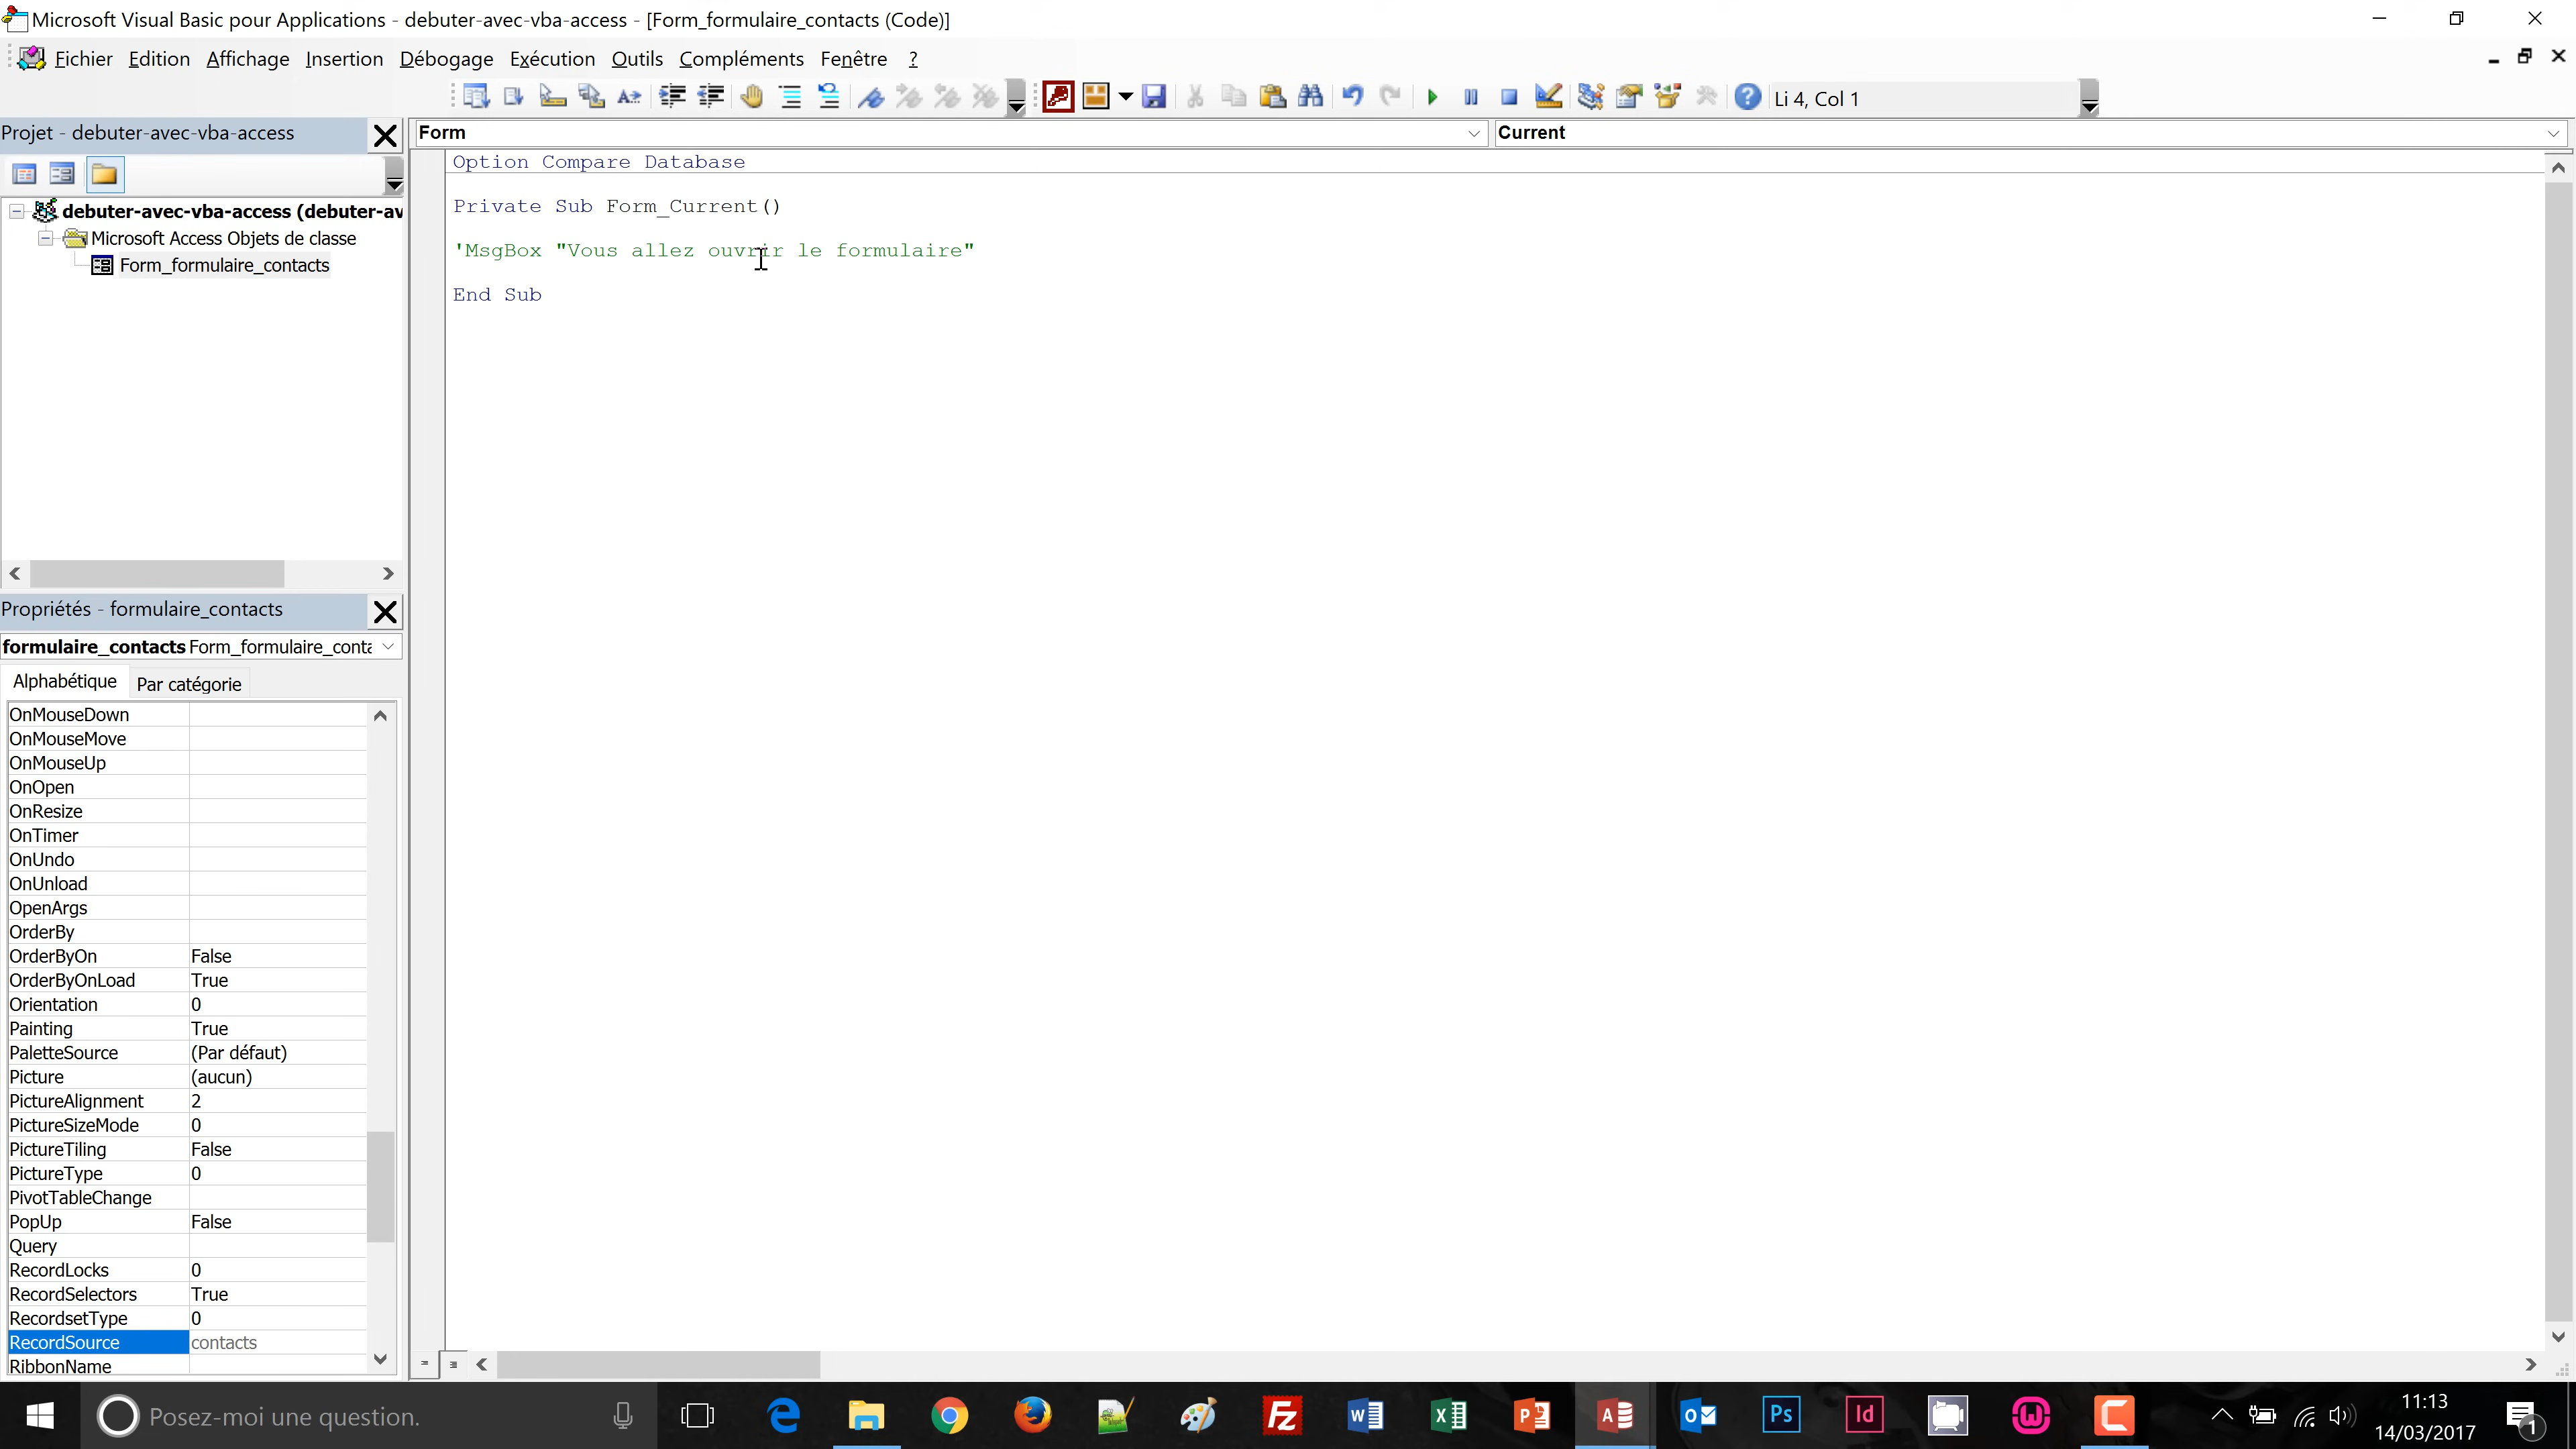 Microsoft Visual Basic pour Applications - debuter-avec-vba-access - [Form_formulaire_contacts (Code)]
Fichier Edition Affichage Insertion Débogage Exécution Outils Compléments Fenêtre ?
Li 4, Col 1
Projet - debuter-avec-vba-access
debuter-avec-vba-access (debuter-av
Microsoft Access Objets de classe
Form_formulaire_contacts
Form
Current
Option Compare Database
Private Sub Form_Current()
'MsgBox "Vous allez ouvrir le formulaire"
End Sub
Propriétés - formulaire_contacts
formulaire_contacts Form_formulaire_conta
Alphabétique Par catégorie
OnMouseDown
OnMouseMove
OnMouseUp
OnOpen
OnResize
OnTimer
OnUndo
OnUnload
OpenArgs
OrderBy
OrderByOn False
OrderByOnLoad True
Orientation 0
Painting True
PaletteSource (Par défaut)
Picture (aucun)
PictureAlignment 2
PictureSizeMode 0
PictureTiling False
PictureType 0
PivotTableChange
PopUp False
Query
RecordLocks 0
RecordSelectors True
RecordsetType 0
RecordSource contacts
RibbonName
Posez-moi une question.
Ps
Id
11:13
14/03/2017
1